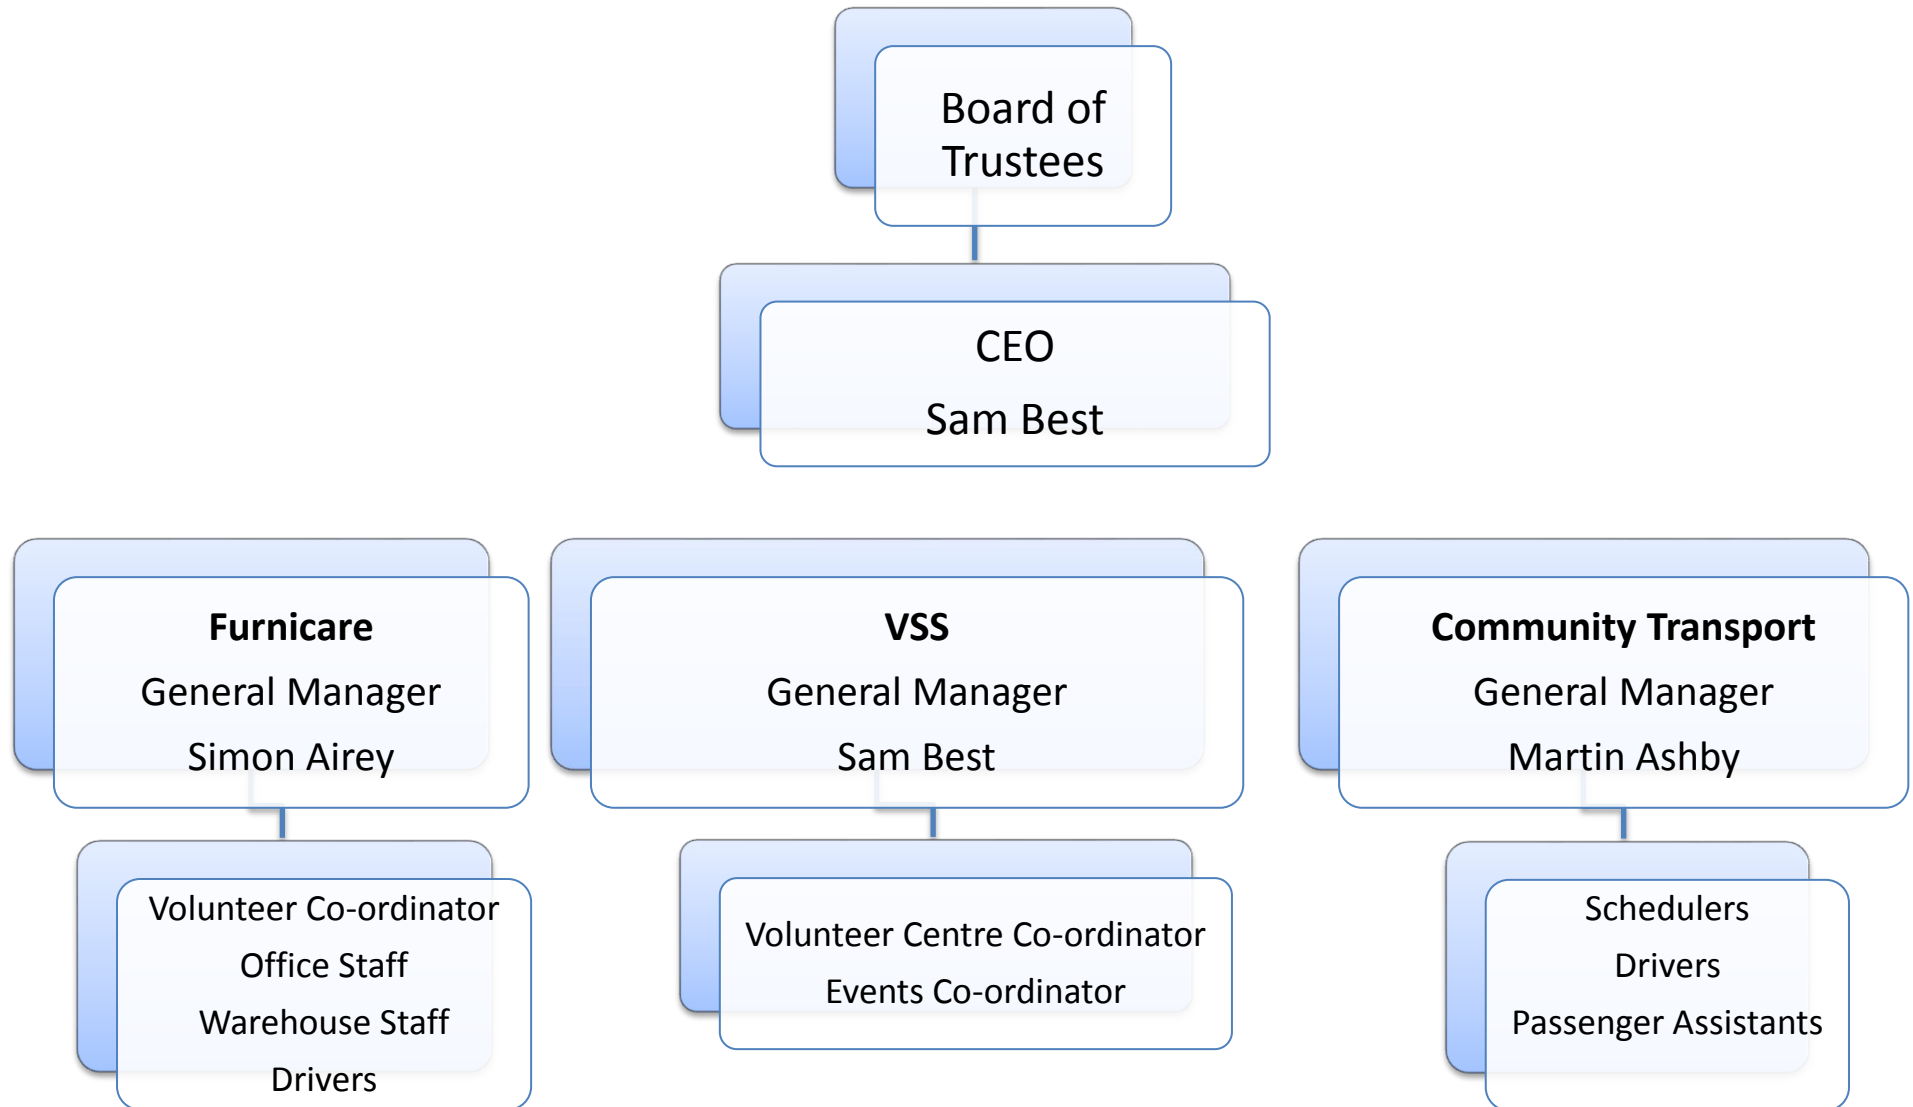 Board of
Trustees
CEO
Sam Best
Furnicare
General Manager
Simon Airey
VSS
General Manager
Sam Best
Community Transport
General Manager
Martin Ashby
Volunteer Co-ordinator
Office Staff
Warehouse Staff
Drivers
Volunteer Centre Co-ordinator
Events Co-ordinator
Schedulers
Drivers
Passenger Assistants